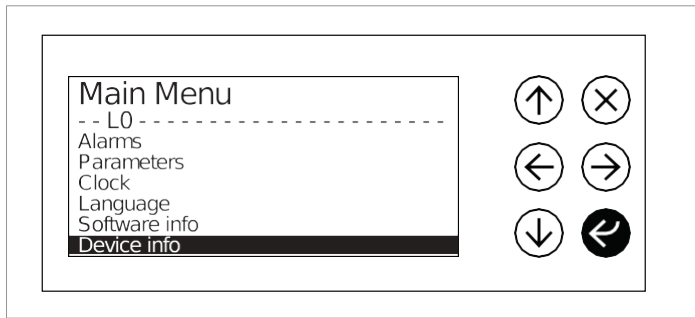 Main Menu
- - L0 - - - - - - - - - - - - - - - - - - - - - -
Alarms
Parameters
Clock
Language
Software info
Device info